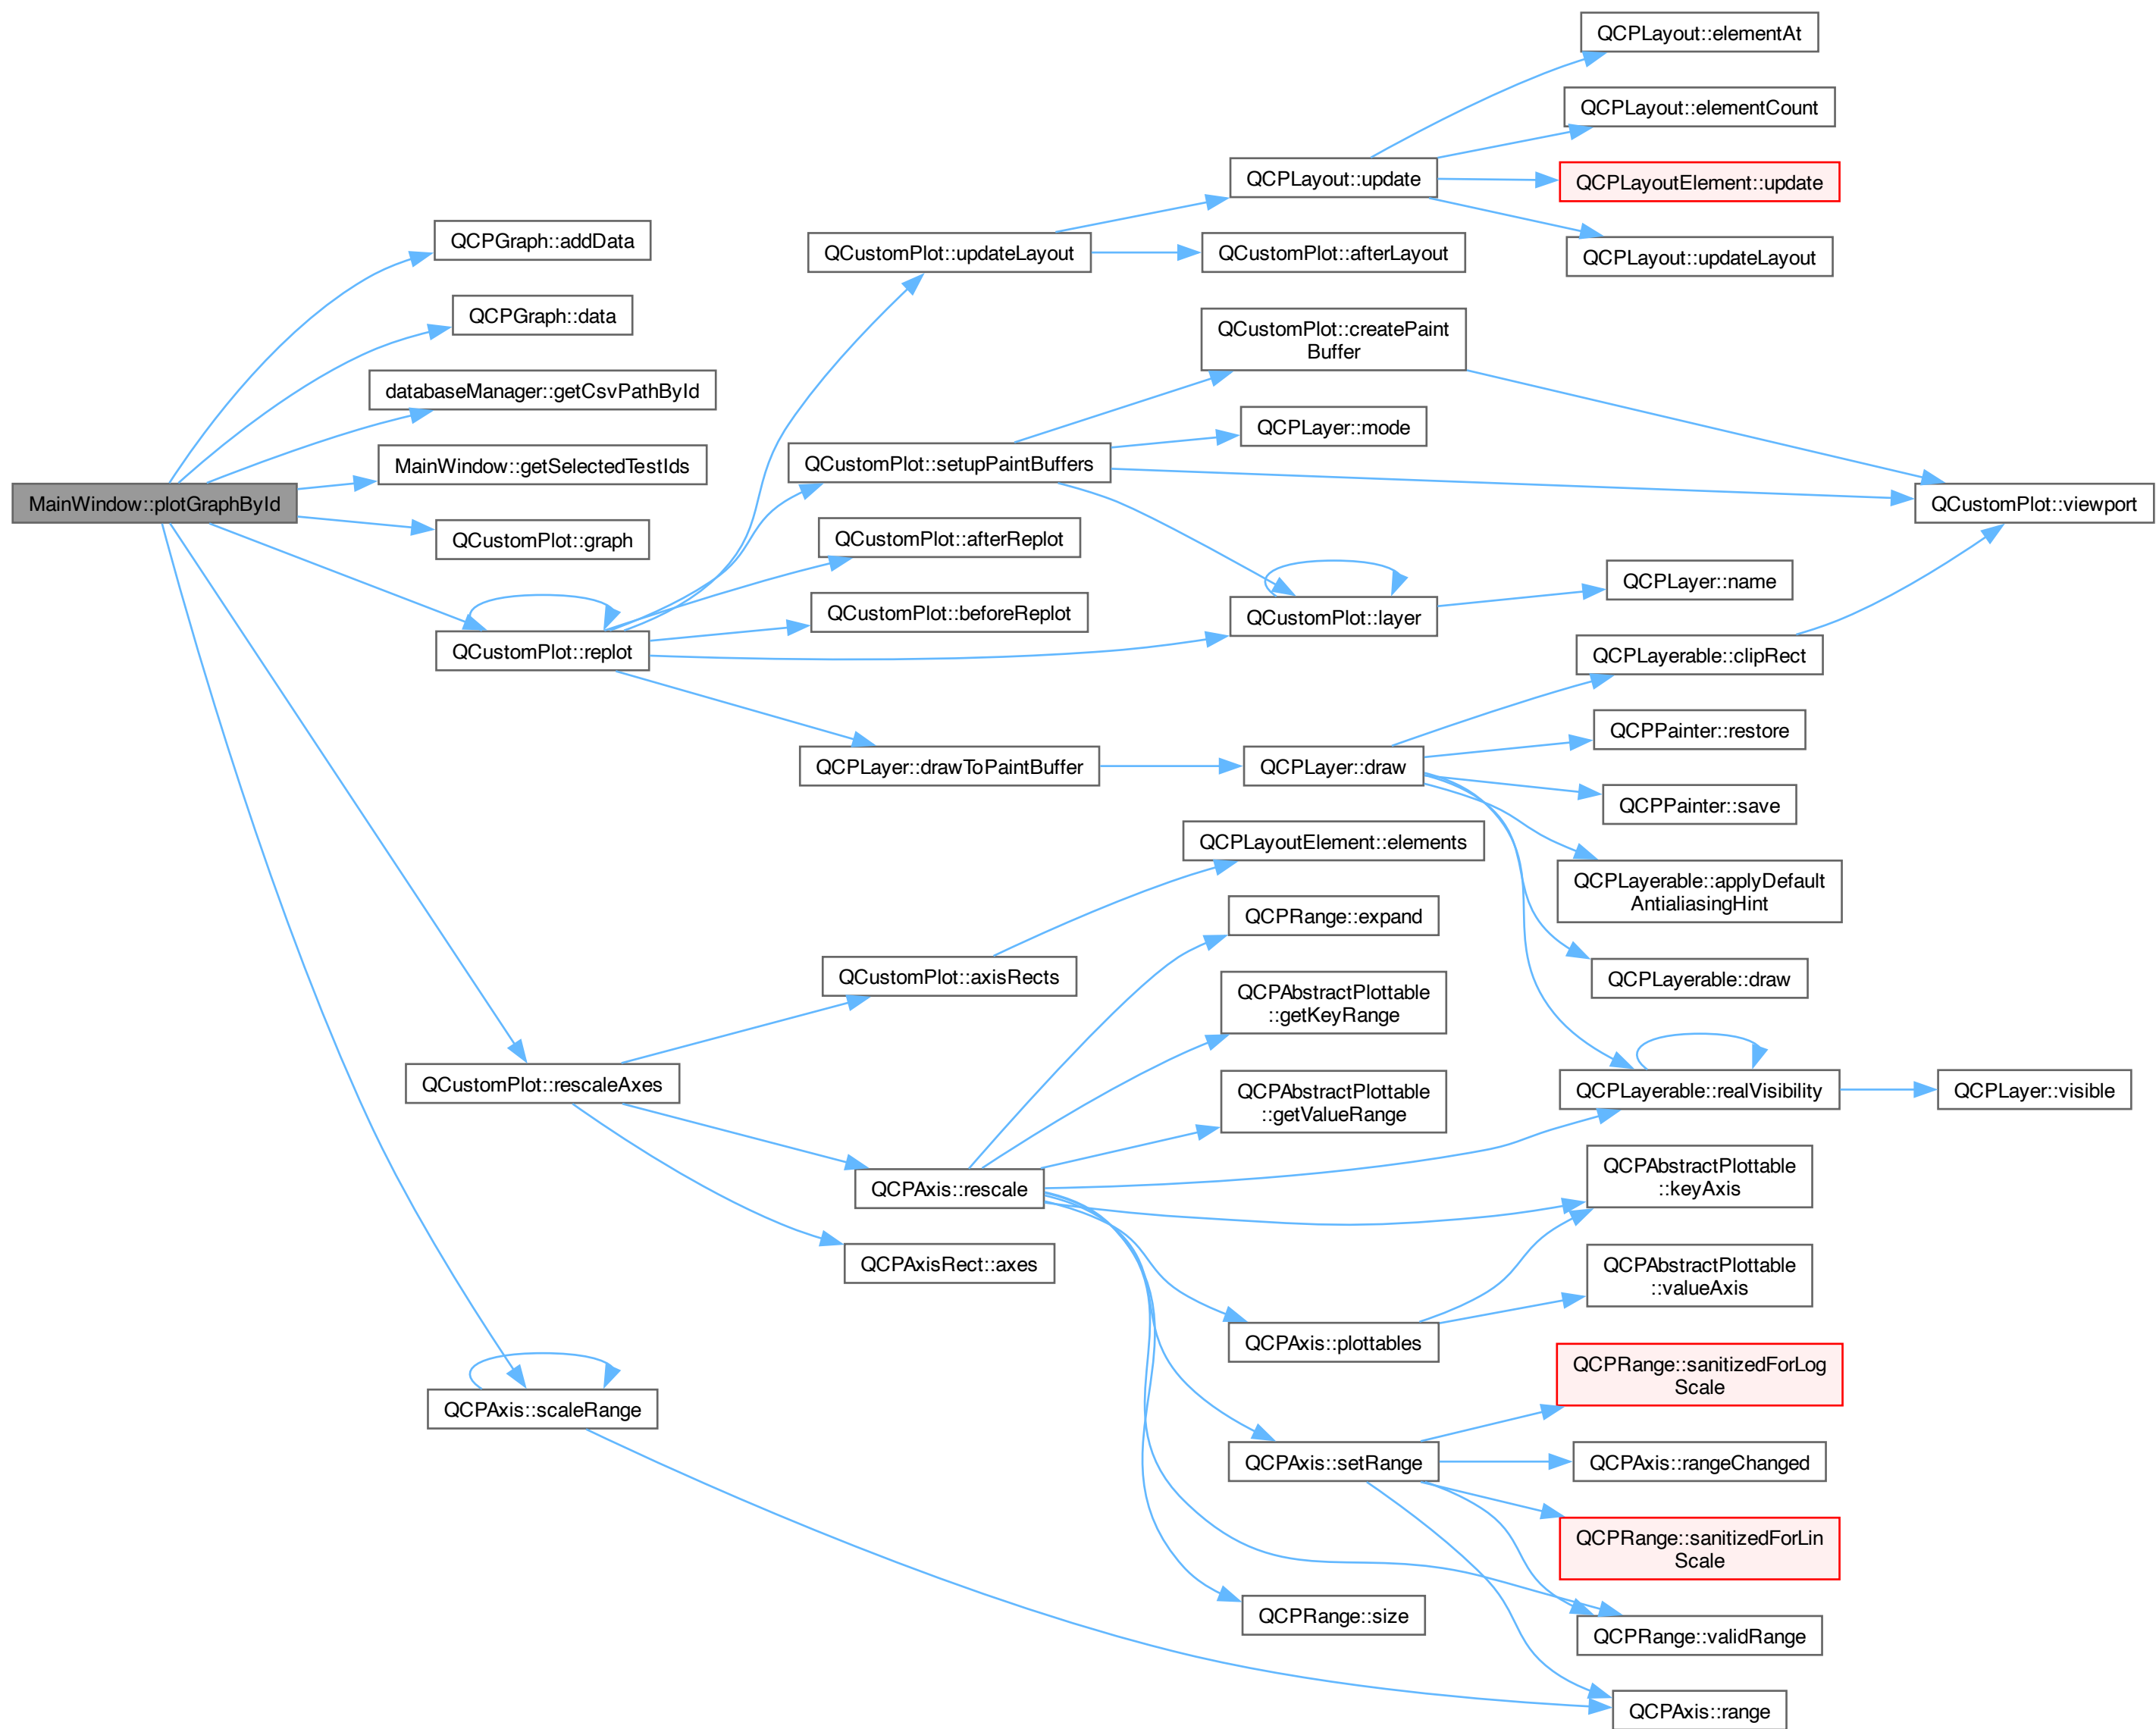 QCPLayout::elementAt
QCPLayout::elementCount
QCPLayout::update
QCPLayoutElement::update
QCPGraph::addData
QCustomPlot::updateLayout
QCustomPlot::afterLayout
QCPLayout::updateLayout
QCPGraph::data
QCustomPlot::createPaint
Buffer
databaseManager::getCsvPathById
QCPLayer::mode
MainWindow::getSelectedTestIds
QCustomPlot::setupPaintBuffers
MainWindow::plotGraphById
QCustomPlot::viewport
QCustomPlot::graph
QCustomPlot::afterReplot
QCPLayer::name
QCustomPlot::beforeReplot
QCustomPlot::layer
QCustomPlot::replot
QCPLayerable::clipRect
QCPPainter::restore
QCPLayer::drawToPaintBuffer
QCPLayer::draw
QCPPainter::save
QCPLayoutElement::elements
QCPLayerable::applyDefault
AntialiasingHint
QCPRange::expand
QCustomPlot::axisRects
QCPLayerable::draw
QCPAbstractPlottable
::getKeyRange
QCustomPlot::rescaleAxes
QCPAbstractPlottable
::getValueRange
QCPLayerable::realVisibility
QCPLayer::visible
QCPAxis::rescale
QCPAbstractPlottable
::keyAxis
QCPAxisRect::axes
QCPAbstractPlottable
::valueAxis
QCPAxis::plottables
QCPRange::sanitizedForLog
Scale
QCPAxis::scaleRange
QCPAxis::setRange
QCPAxis::rangeChanged
QCPRange::sanitizedForLin
Scale
QCPRange::size
QCPRange::validRange
QCPAxis::range